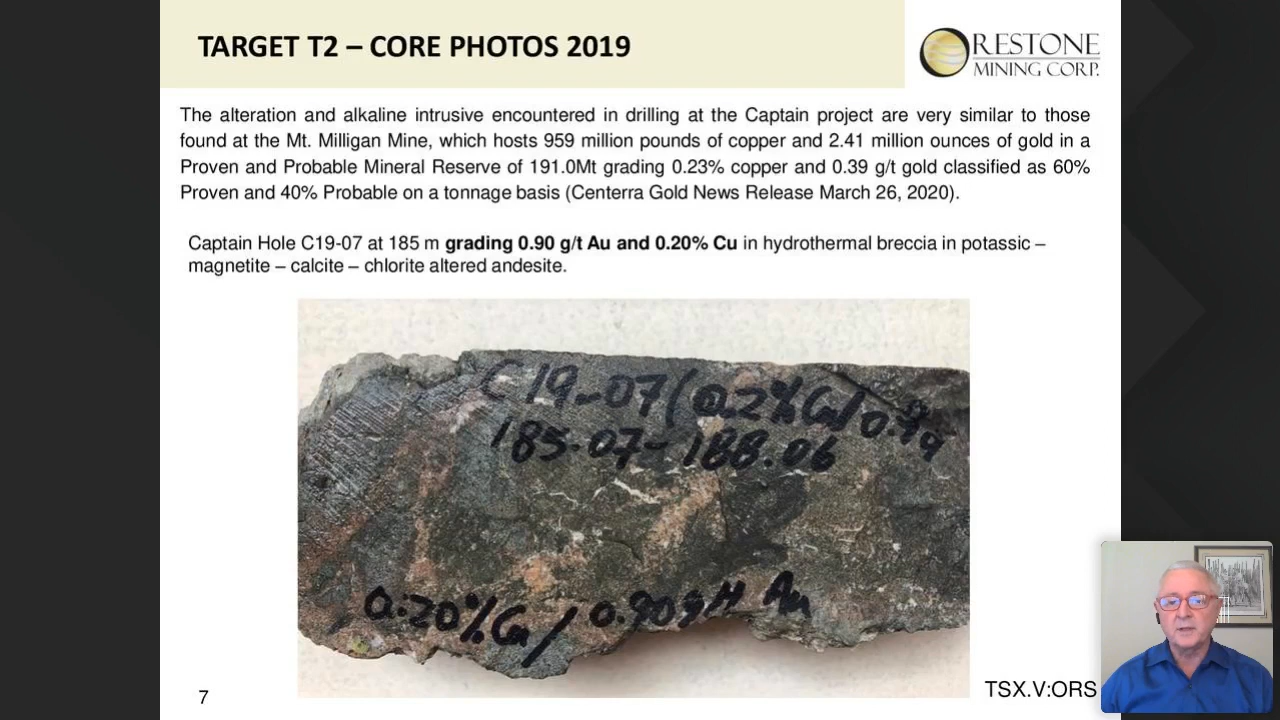 TARGET T2 – CORE PHOTOS 2019
ORESTONE
MINING CORP.
The alteration and alkaline intrusive encountered in drilling at the Captain project are very similar to those
found at the Mt. Milligan Mine, which hosts 959 million pounds of copper and 2.41 million ounces of gold in a
Proven and Probable Mineral Reserve of 191.0Mt grading 0.23% copper and 0.39 g/t gold classified as 60%
Proven and 40% Probable on a tonnage basis (Centerra Gold News Release March 26, 2020).
Captain Hole C19-07 at 185 m grading 0.90 g/t Au and 0.20% Cu in hydrothermal breccia in potassic –
magnetite – calcite – chlorite altered andesite.
C19-07 (0.2% Cu/0.9g
185.07-188.06
0.20% Cu / 0.90 g/t Au
7
TSX.V:ORS